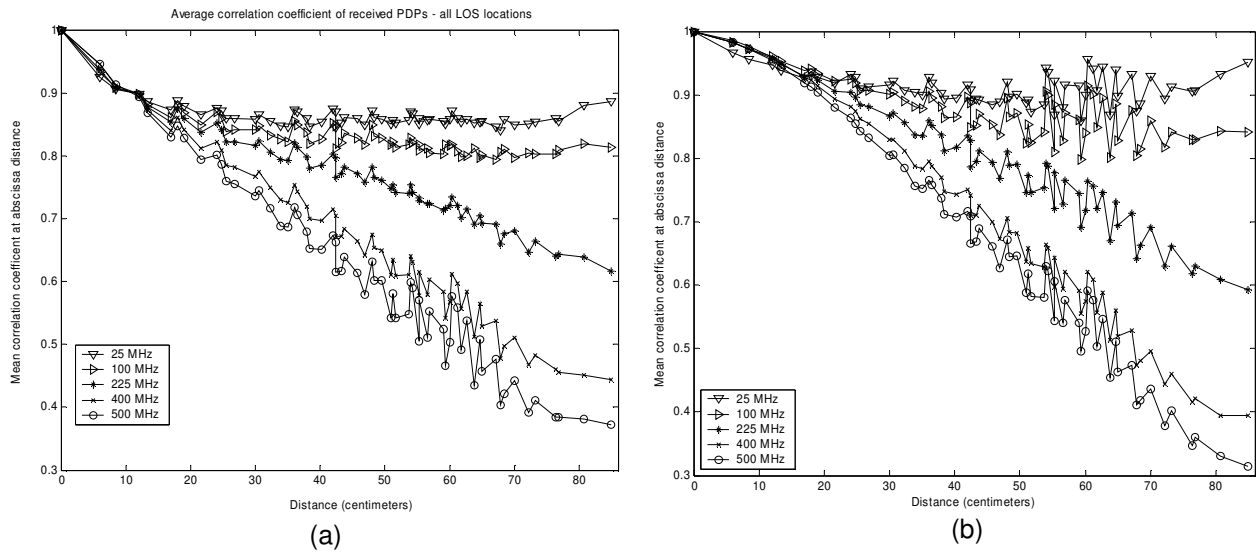 Average correlation coefficient of received PDPs - all LOS locations
Mean correlation coefficent at abscissa distance
1
0.9
0.8
0.7
0.6
0.5
0.4
0.3
25 MHz
100 MHz
225 MHz
400 MHz
500 MHz
0 10 20 30 40 50 60 70 80
Distance (centimeters)
(a)
Mean correlation coefficient at abscissa distance
1
0.9
0.8
0.7
0.6
0.5
0.4
0.3
25 MHz
100 MHz
225 MHz
400 MHz
500 MHz
0 10 20 30 40 50 60 70 80
Distance (centimeters)
(b)